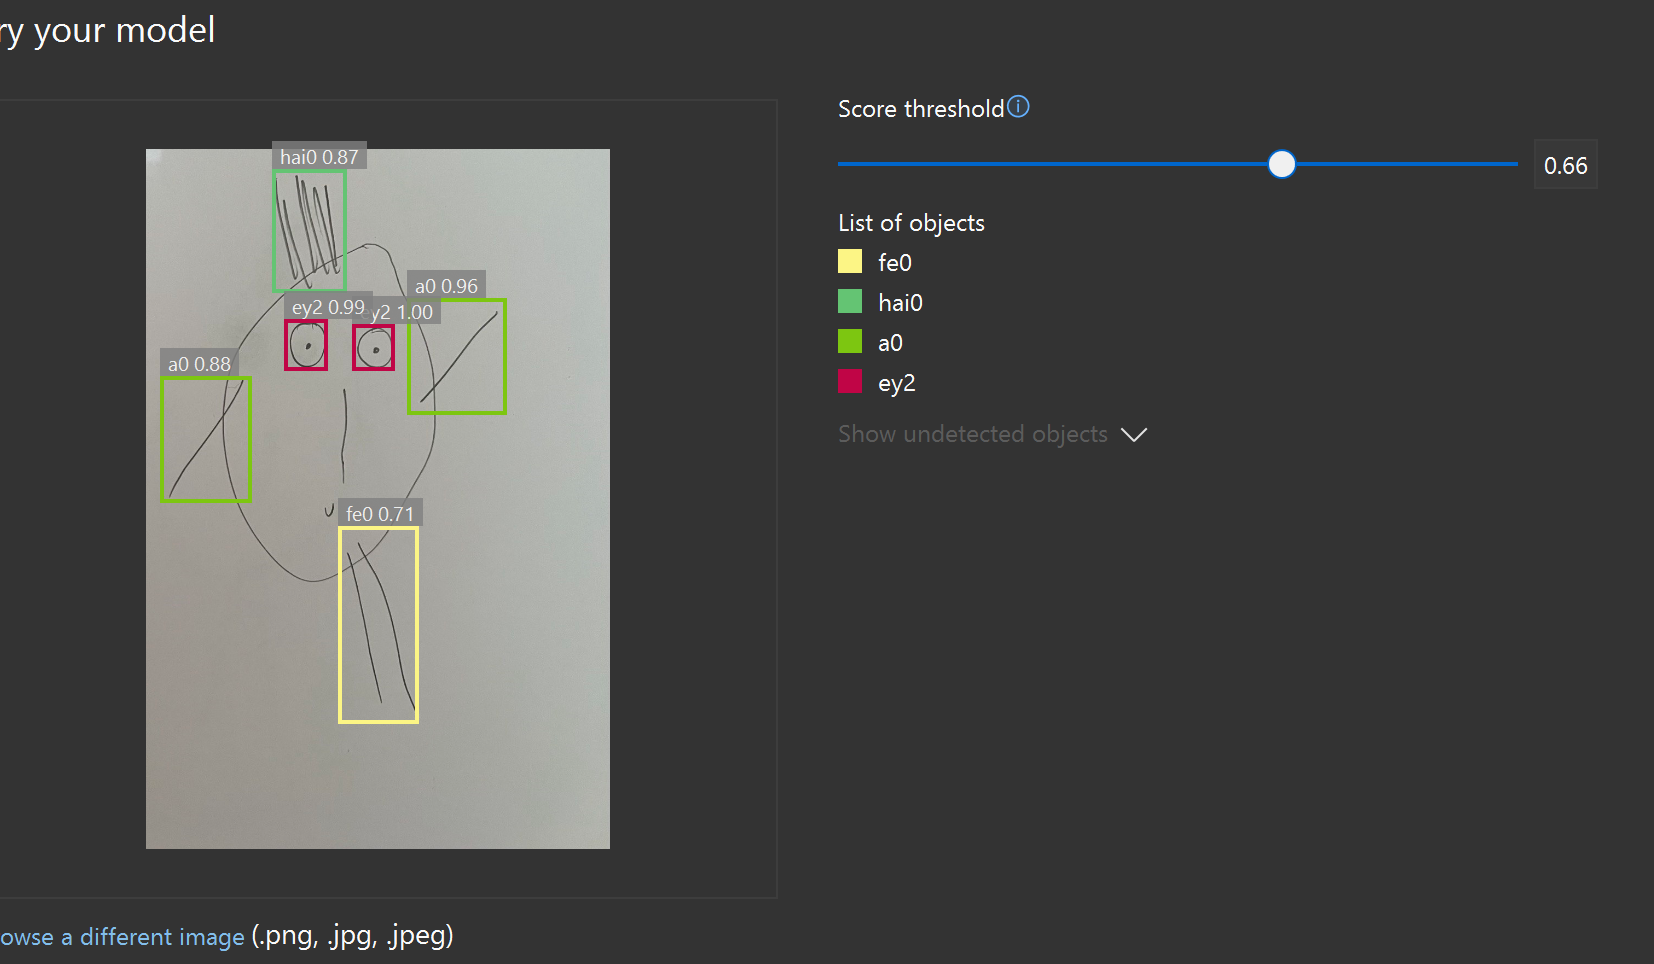 ry your model
Score threshold
0.66
List of objects
fe0
hai0
a0
ey2
Show undetected objects
hai0 0.87
a0 0.96
ey2 0.99
ey2 1.00
a0 0.88
fe0 0.71
owse a different image (.png, .jpg, .jpeg)